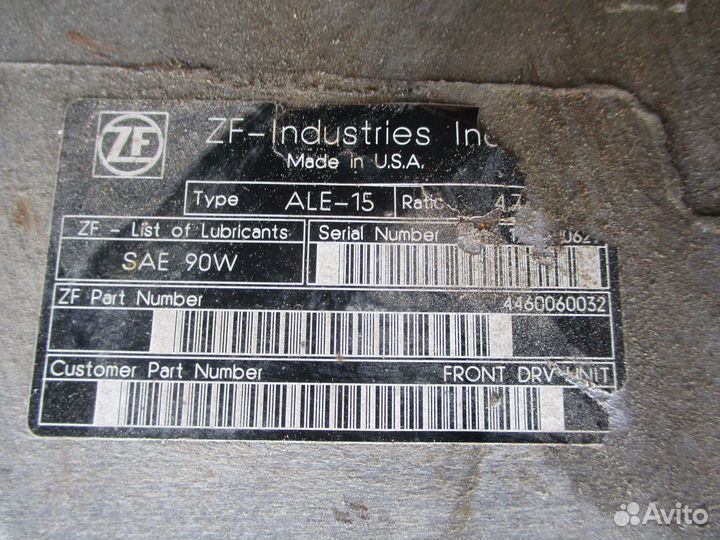 ZF
ZF-Industries
Made in U.S.A.
Type ALE-15
ZF - List of Lubricants Serial Number
SAE 90W
ZF Part Number 4460060032
Customer Part Number FRONT DRV UNIT
Avito